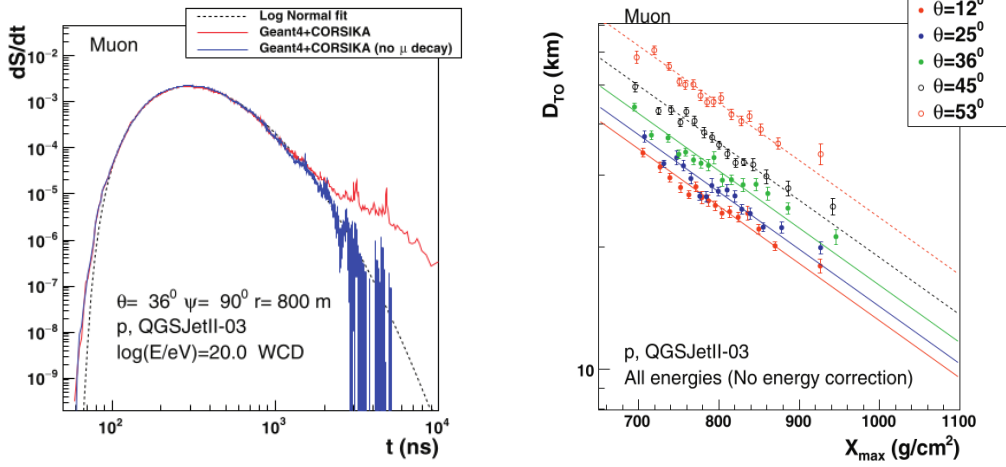 Log Normal fit
Geant4+CORSIKA
Geant4+CORSIKA (no μ decay)
Muon
dS/dt
10⁻²
10⁻³
10⁻⁴
10⁻⁵
10⁻⁶
10⁻⁷
10⁻⁸
10⁻⁹
θ= 36⁰ ψ= 90⁰ r= 800 m
p, QGSJetII-03
log(E/eV)=20.0 WCD
10² 10³ 10⁴
t (ns)
Muon
θ=12⁰
θ=25⁰
θ=36⁰
θ=45⁰
θ=53⁰
D_TO (km)
10
p, QGSJetII-03
All energies (No energy correction)
700 800 900 1000 1100
X_max (g/cm²)